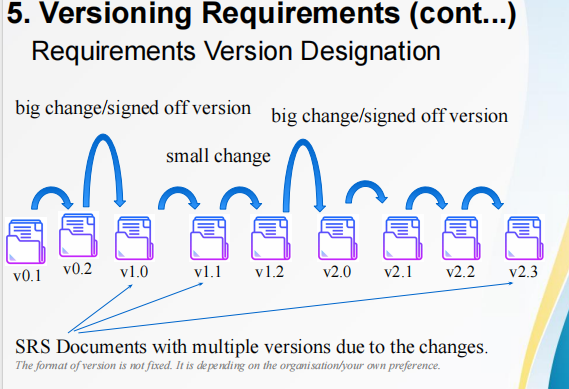 5. Versioning Requirements (cont...)
Requirements Version Designation
big change/signed off version
big change/signed off version
small change
v0.1
v0.2
v1.0
v1.1
v1.2
v2.0
v2.1
v2.2
v2.3
SRS Documents with multiple versions due to the changes.
The format of version is not fixed. It is depending on the organisation/your own preference.